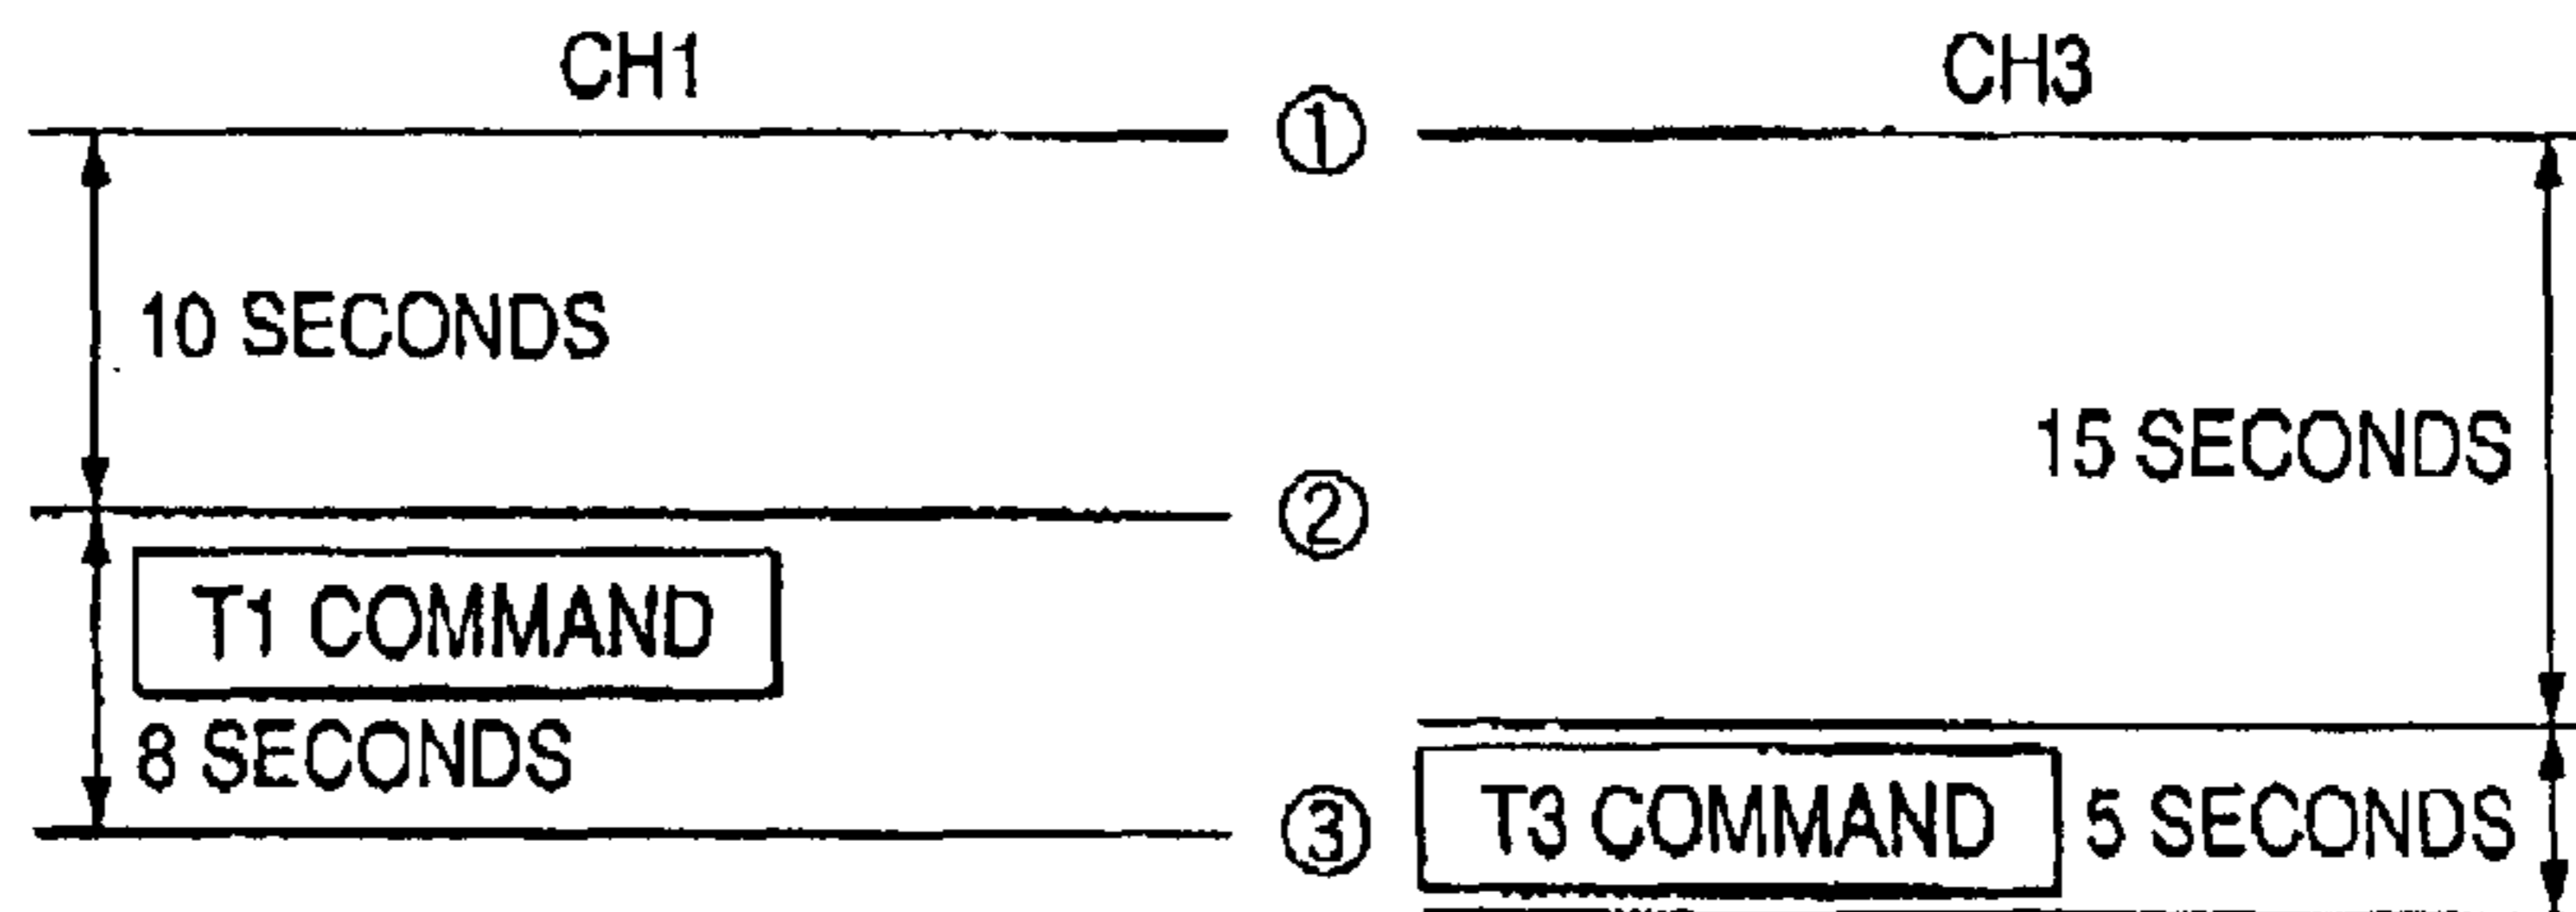 CH1
CH3
①
10 SECONDS
15 SECONDS
②
T1 COMMAND
8 SECONDS
③
T3 COMMAND
5 SECONDS